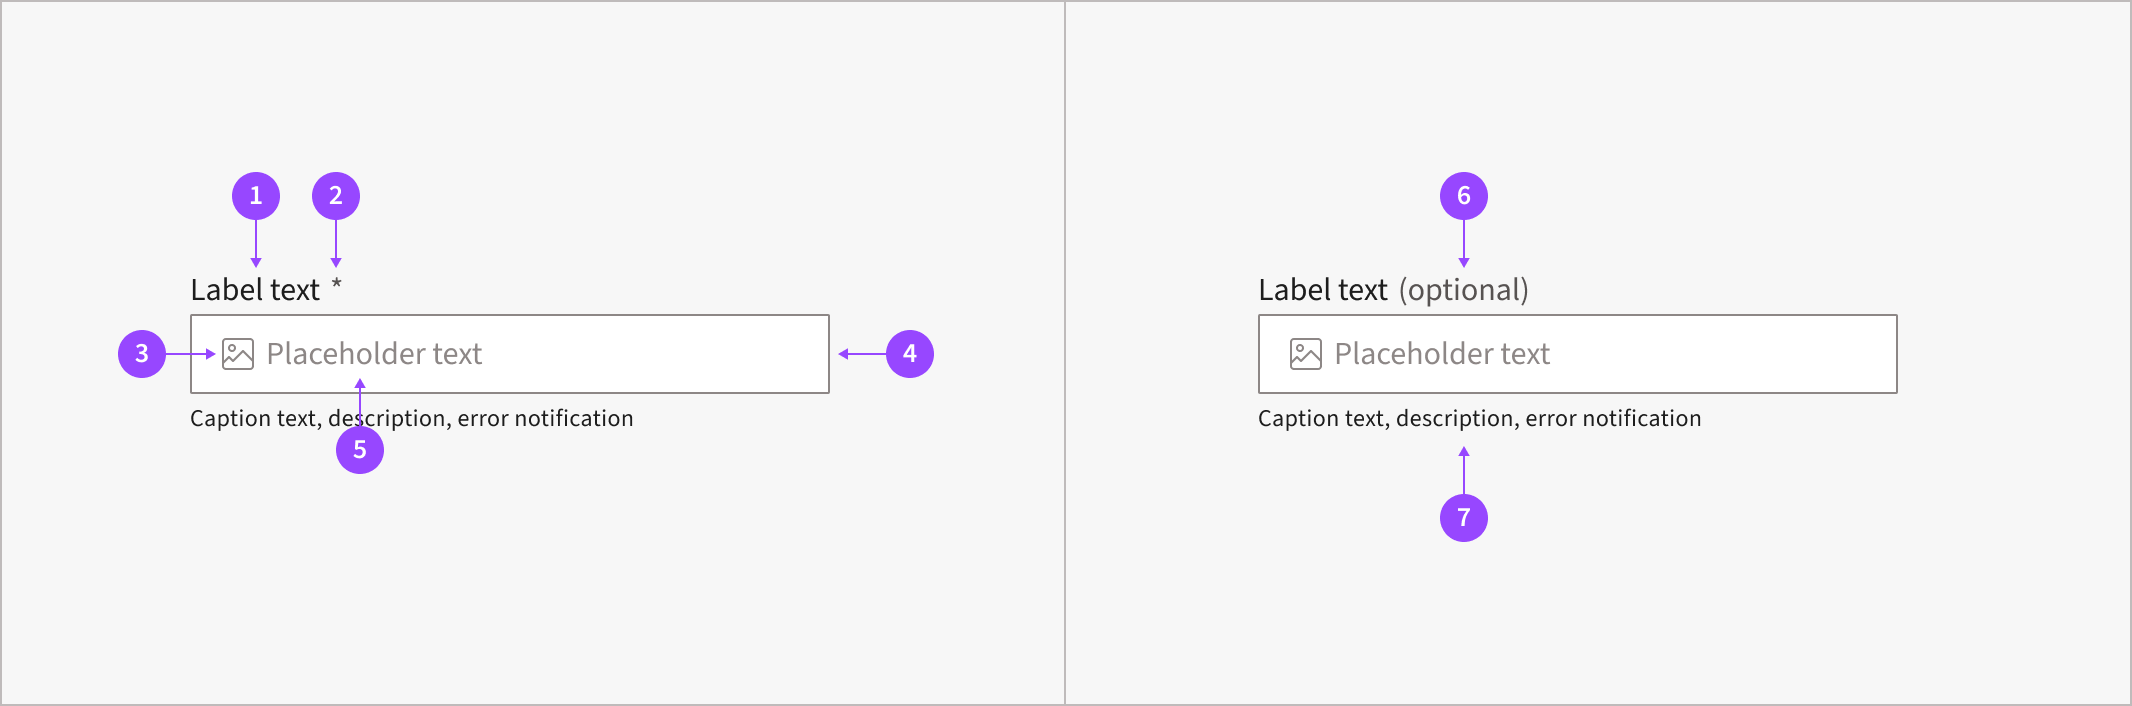 1 2
Label text *
3 Placeholder text 4
Caption text, description, error notification
5
6
Label text (optional)
Placeholder text
Caption text, description, error notification
7